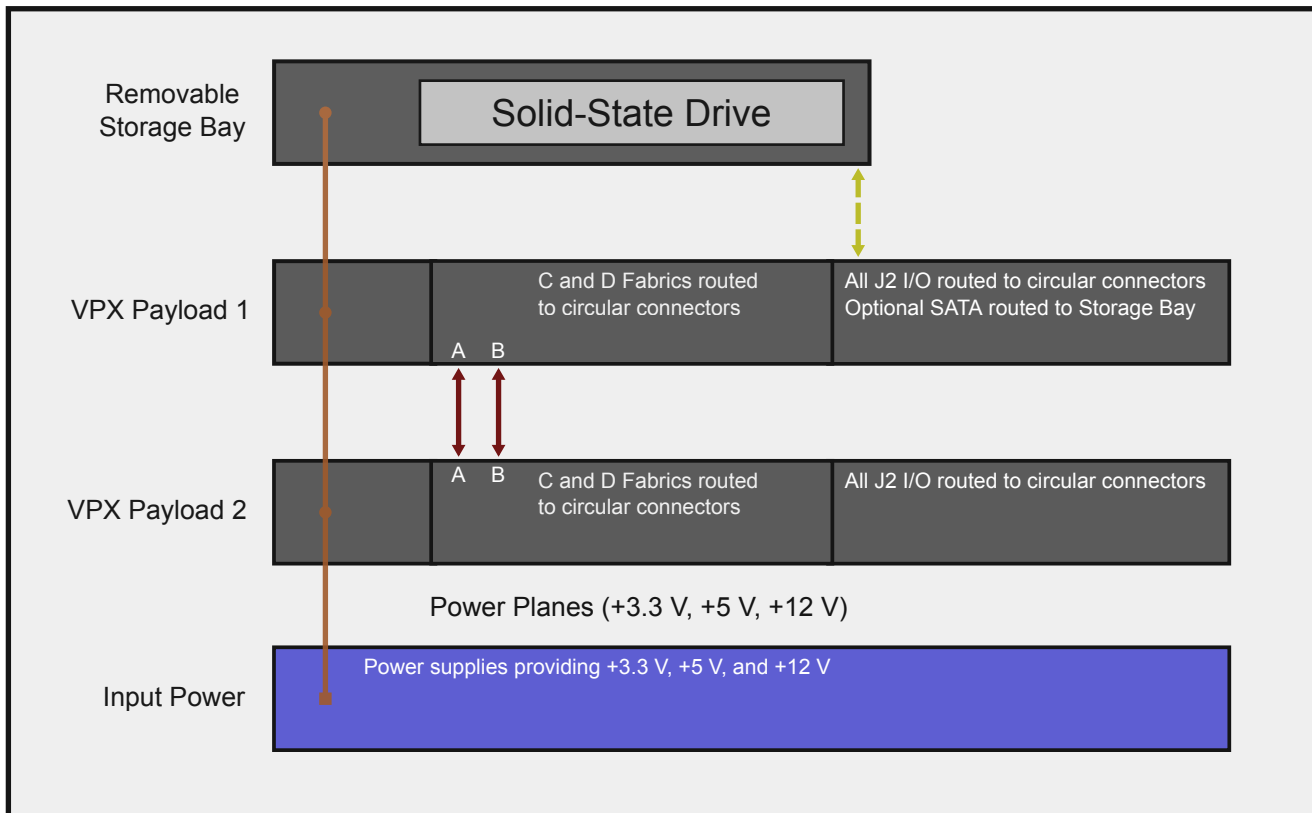 Removable
Storage Bay
Solid-State Drive
VPX Payload 1
C and D Fabrics routed
to circular connectors
All J2 I/O routed to circular connectors
Optional SATA routed to Storage Bay
A B
A B
VPX Payload 2
C and D Fabrics routed
to circular connectors
All J2 I/O routed to circular connectors
Power Planes (+3.3 V, +5 V, +12 V)
Input Power
Power supplies providing +3.3 V, +5 V, and +12 V